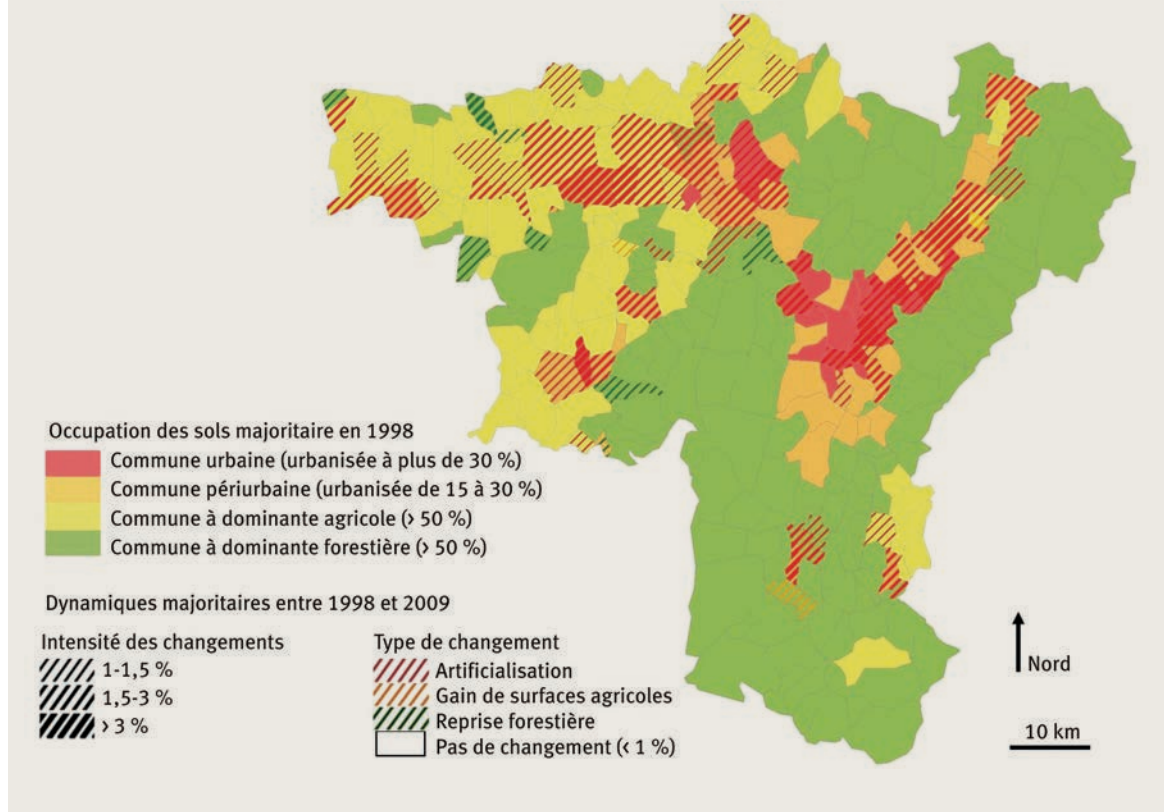 Occupation des sols majoritaire en 1998
Commune urbaine (urbanisée à plus de 30 %)
Commune périurbaine (urbanisée de 15 à 30 %)
Commune à dominante agricole (> 50 %)
Commune à dominante forestière (> 50 %)
Dynamiques majoritaires entre 1998 et 2009
Intensité des changements
1-1,5 %
1,5-3 %
> 3 %
Type de changement
Artificialisation
Gain de surfaces agricoles
Reprise forestière
Pas de changement (< 1 %)
Nord
10 km